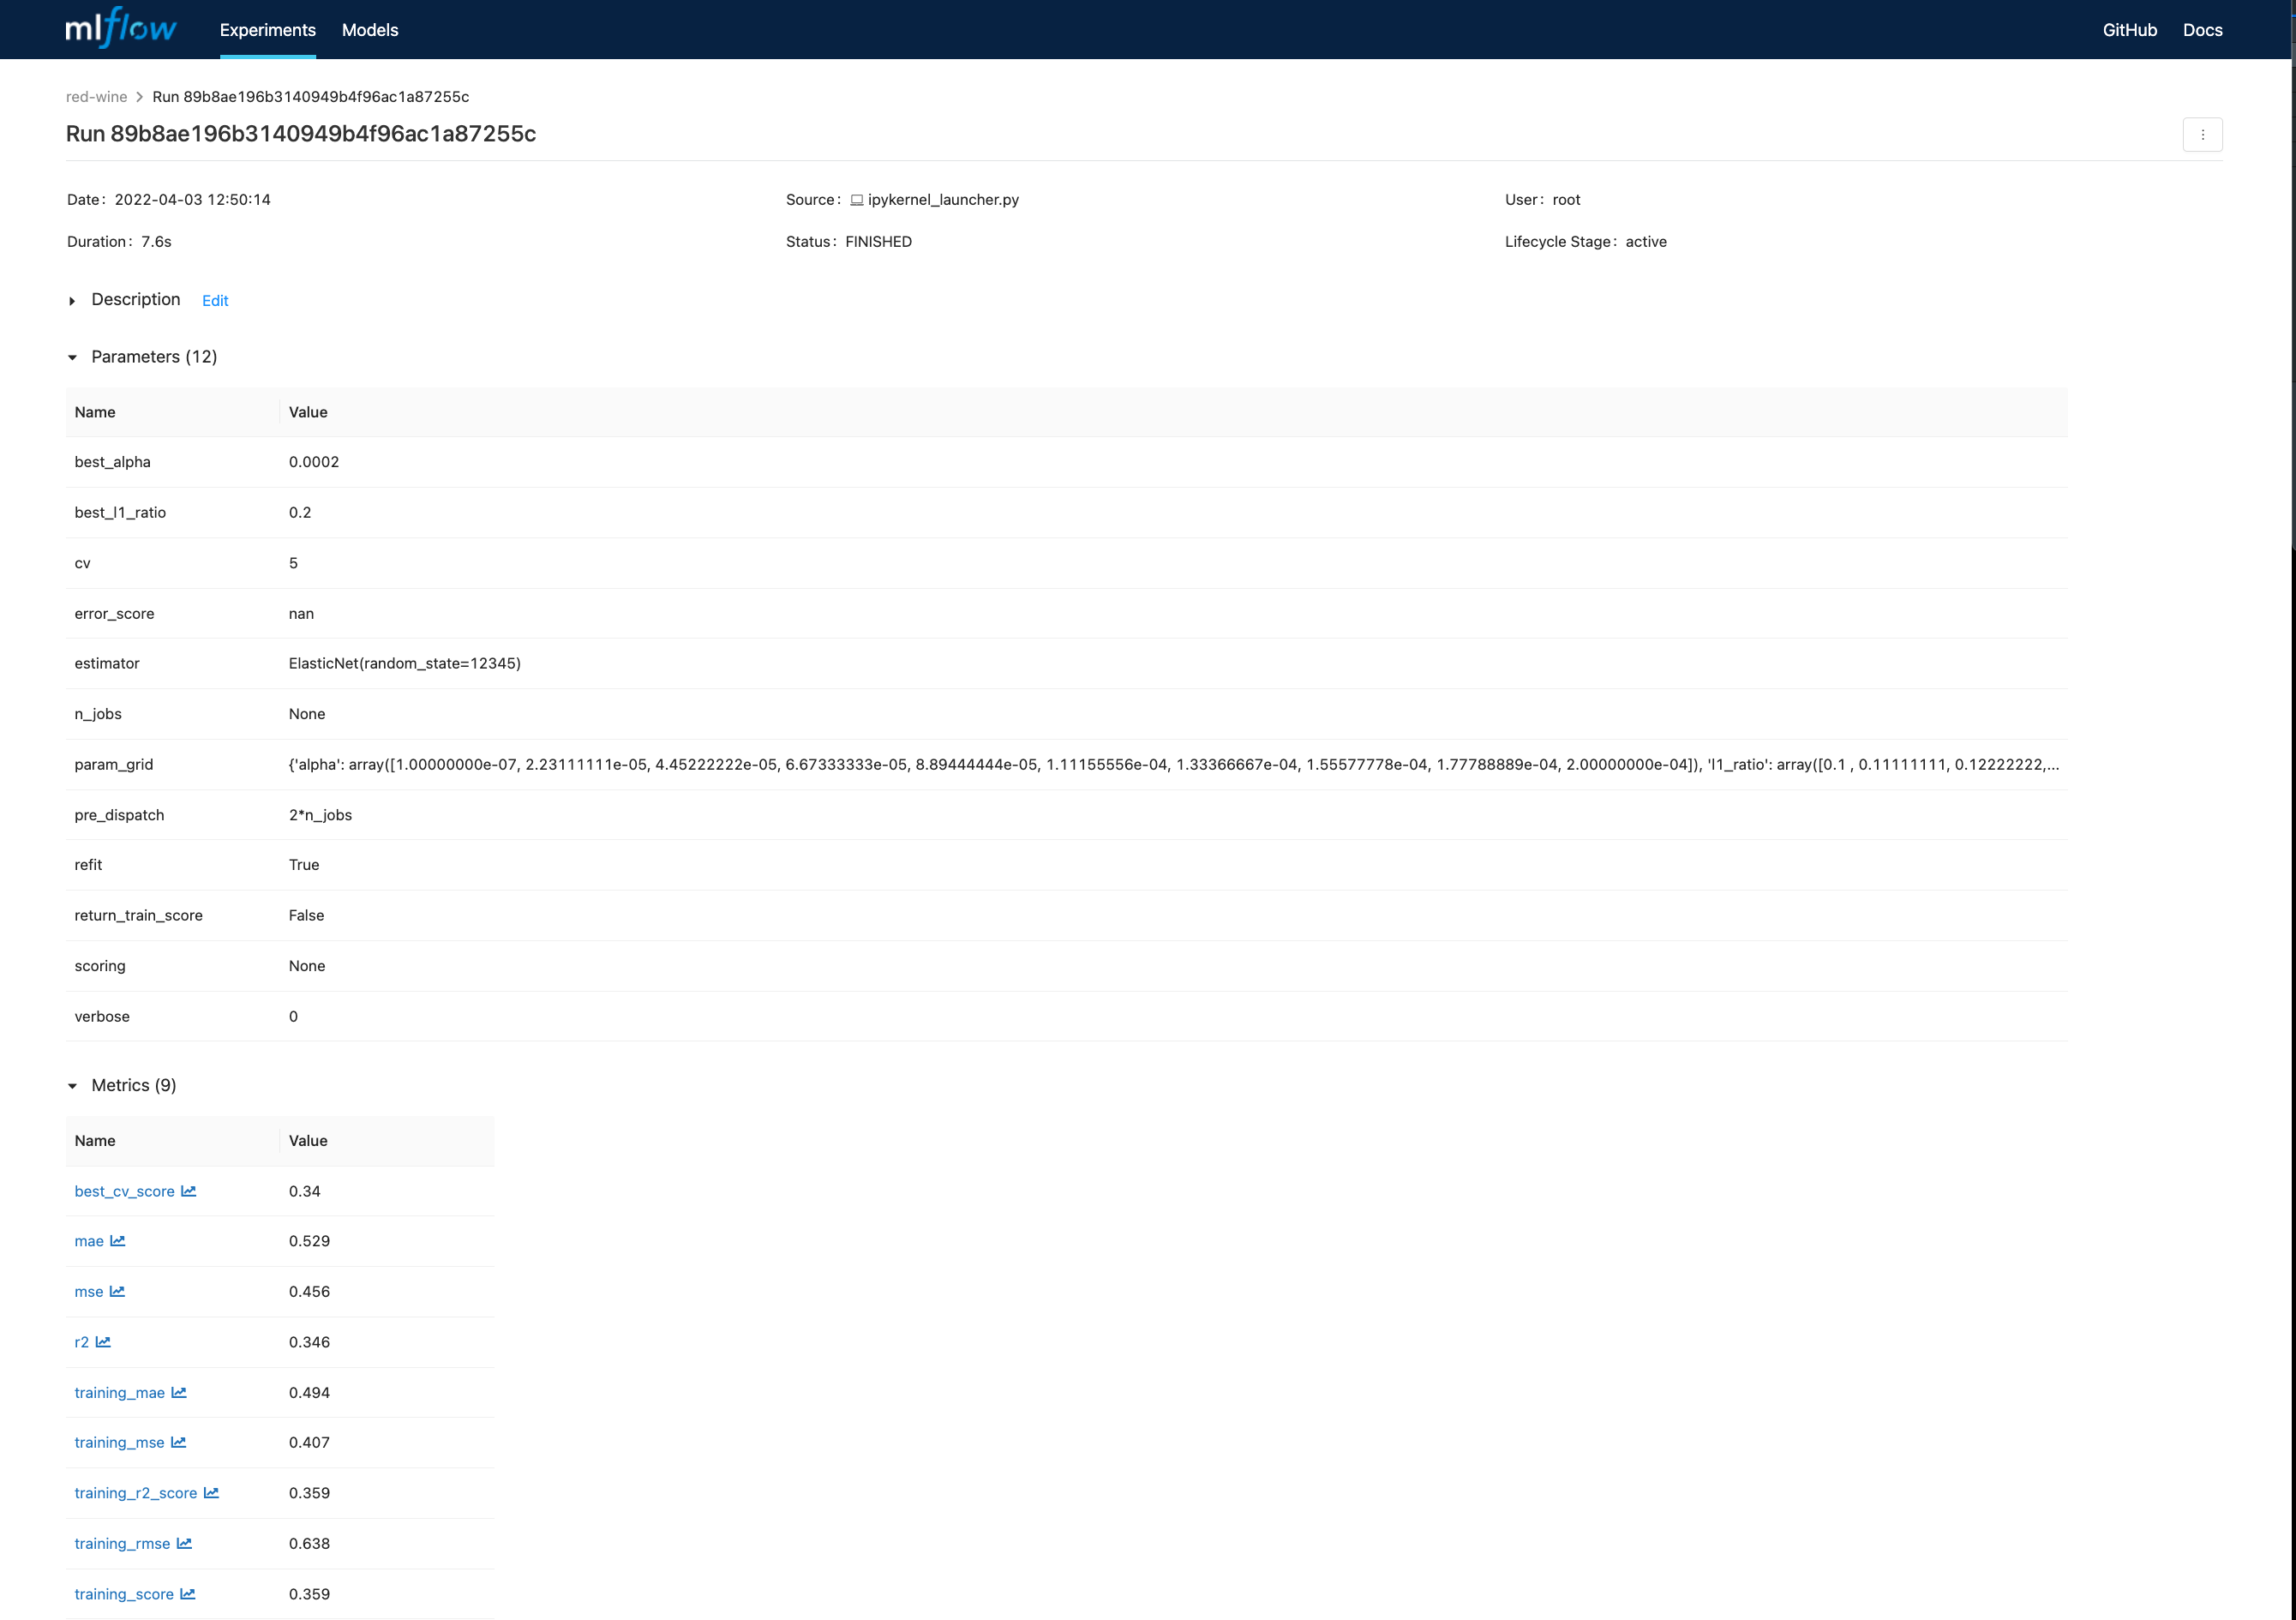 mlflow Experiments Models GitHub Docs
red-wine > Run 89b8ae196b3140949b4f96ac1a87255c
Run 89b8ae196b3140949b4f96ac1a87255c
Date: 2022-04-03 12:50:14 Source: ipykernel_launcher.py User: root
Duration: 7.6s Status: FINISHED Lifecycle Stage: active
Description Edit
Parameters (12)
Name Value
best_alpha 0.0002
best_l1_ratio 0.2
cv 5
error_score nan
estimator ElasticNet(random_state=12345)
n_jobs None
param_grid {'alpha': array([1.00000000e-07, 2.23111111e-05, 4.45222222e-05, 6.67333333e-05, 8.89444444e-05, 1.11155556e-04, 1.33366667e-04, 1.55577778e-04, 1.77788889e-04, 2.00000000e-04]), 'l1_ratio': array([0.1 , 0.11111111, 0.12222222,...
pre_dispatch 2*n_jobs
refit True
return_train_score False
scoring None
verbose 0
Metrics (9)
Name Value
best_cv_score 0.34
mae 0.529
mse 0.456
r2 0.346
training_mae 0.494
training_mse 0.407
training_r2_score 0.359
training_rmse 0.638
training_score 0.359